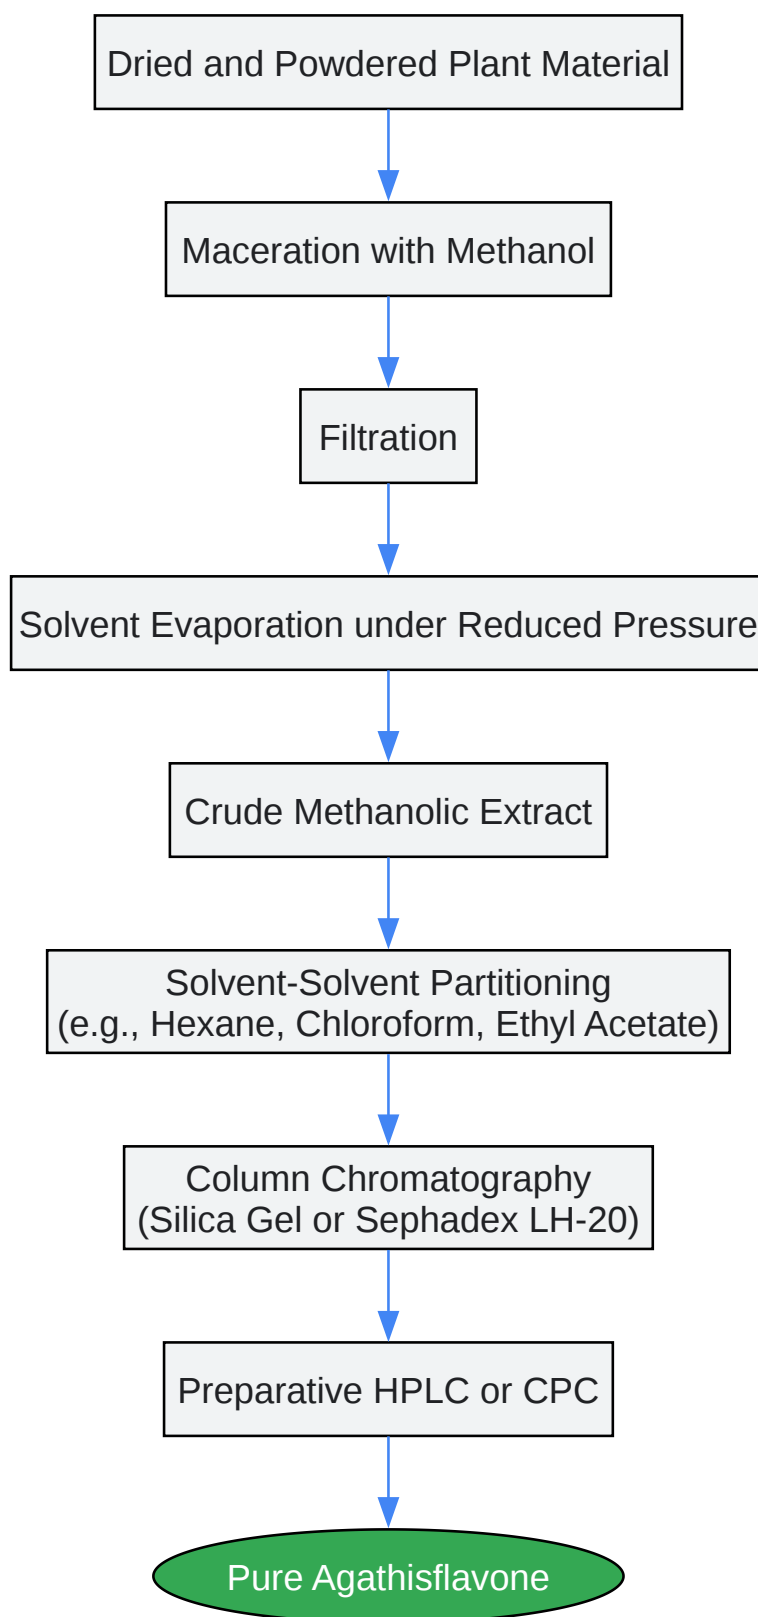 Dried and Powdered Plant Material
Maceration with Methanol
Filtration
Solvent Evaporation under Reduced Pressure
Crude Methanolic Extract
Solvent-Solvent Partitioning
(e.g., Hexane, Chloroform, Ethyl Acetate)
Column Chromatography
(Silica Gel or Sephadex LH-20)
Preparative HPLC or CPC
Pure Agathisflavone